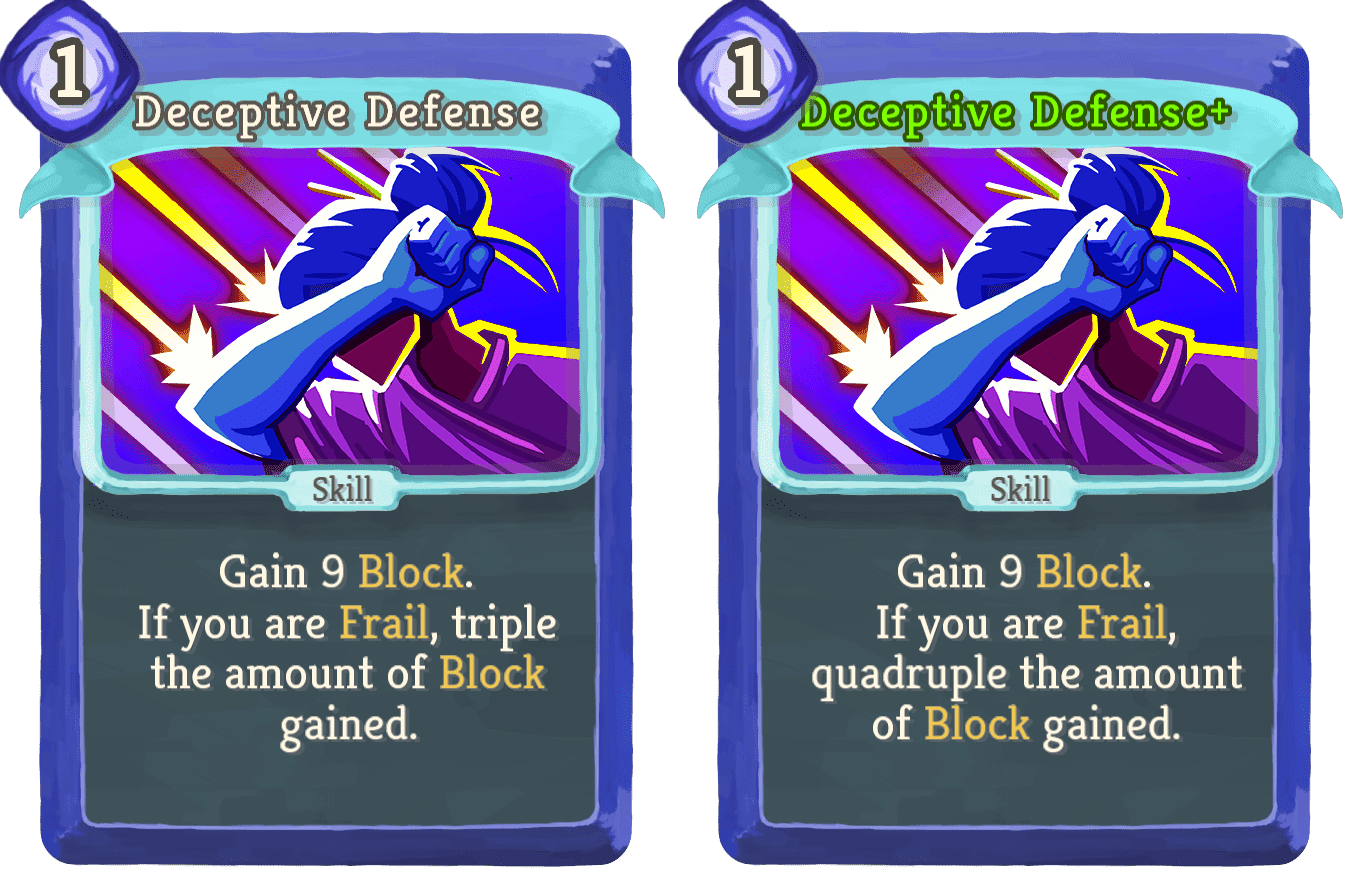 1
Deceptive Defense
Skill
Gain 9 Block.
If you are Frail, triple
the amount of Block
gained.
1
Deceptive Defense+
Skill
Gain 9 Block.
If you are Frail,
quadruple the amount
of Block gained.